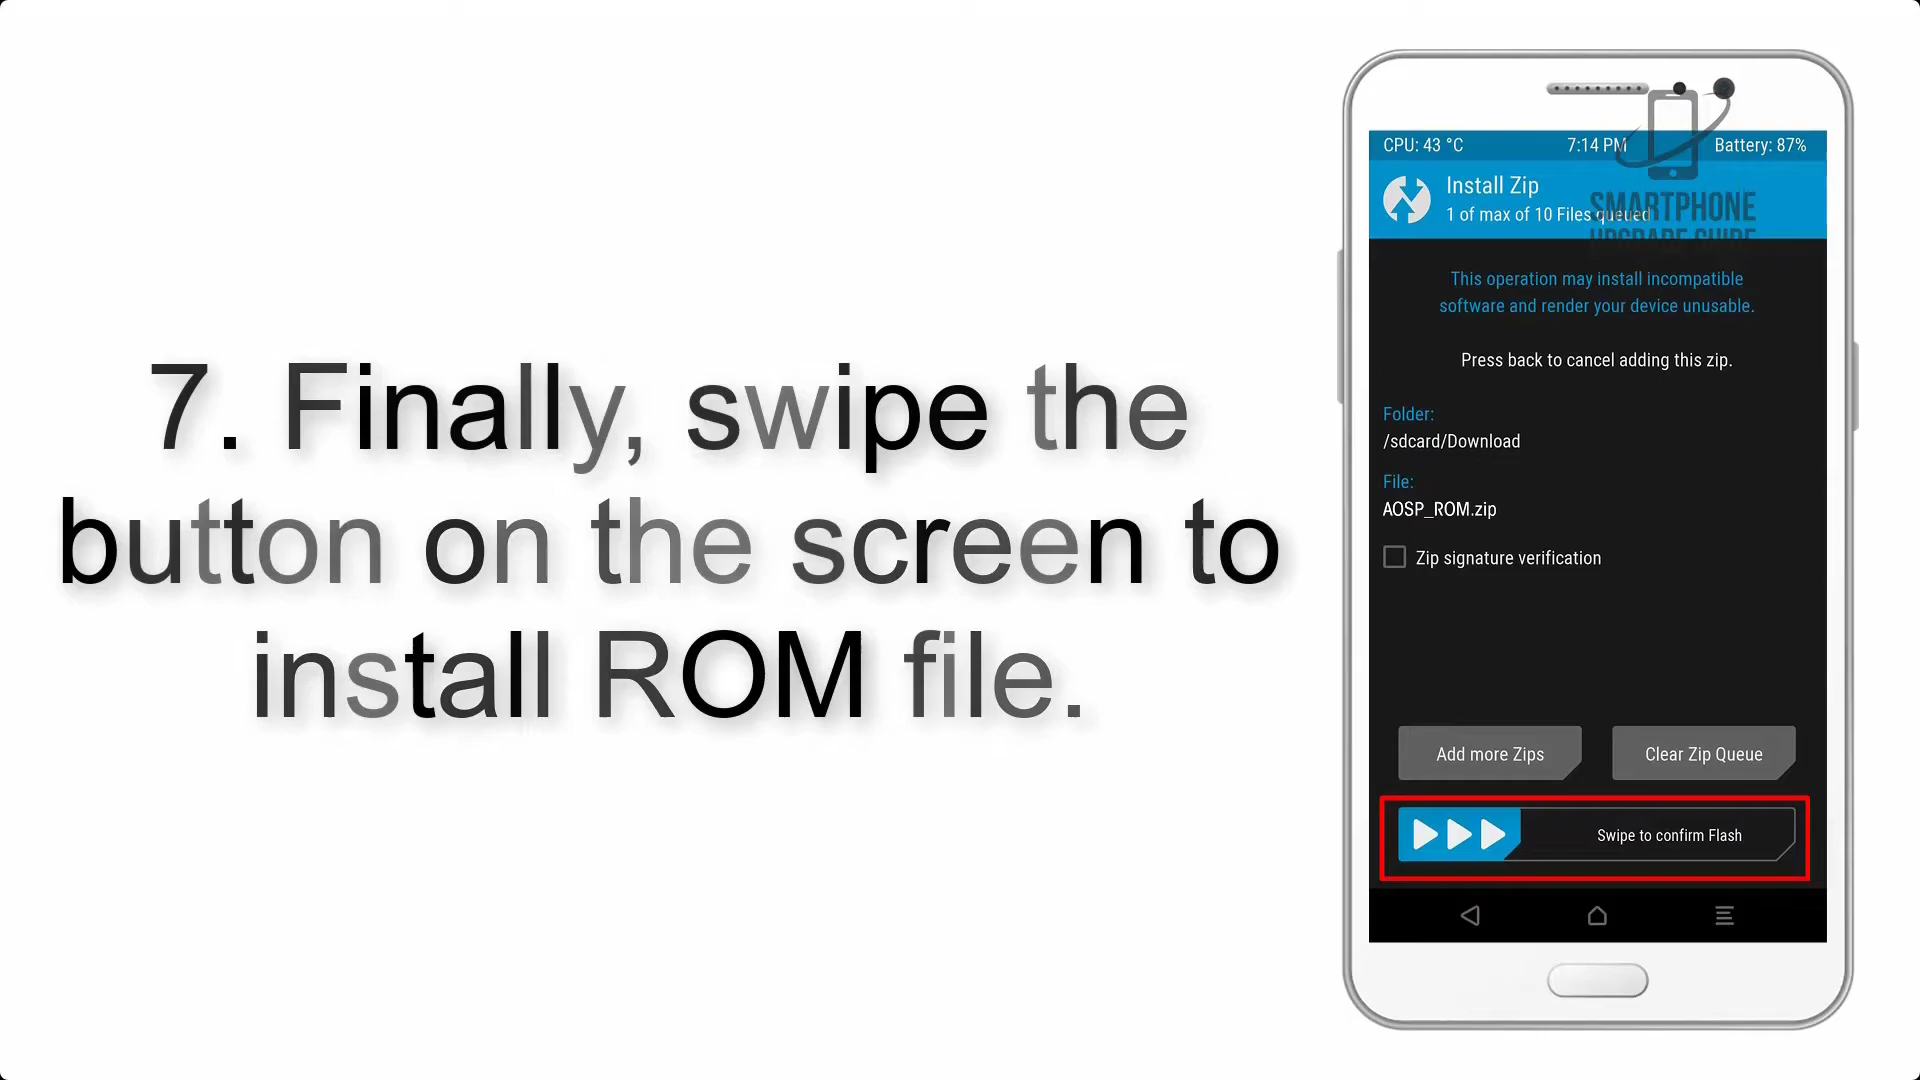 7. Finally, swipe the
button on the screen to
install ROM file.
CPU: 43 °C 7:14 PM Battery: 87%
Install Zip
1 of max of 10 Files queued
SMARTPHONE
UPGRADE GUIDE
This operation may install incompatible
software and render your device unusable.
Press back to cancel adding this zip.
Folder:
/sdcard/Download
File:
AOSP_ROM.zip
Zip signature verification
Add more Zips Clear Zip Queue
Swipe to confirm Flash